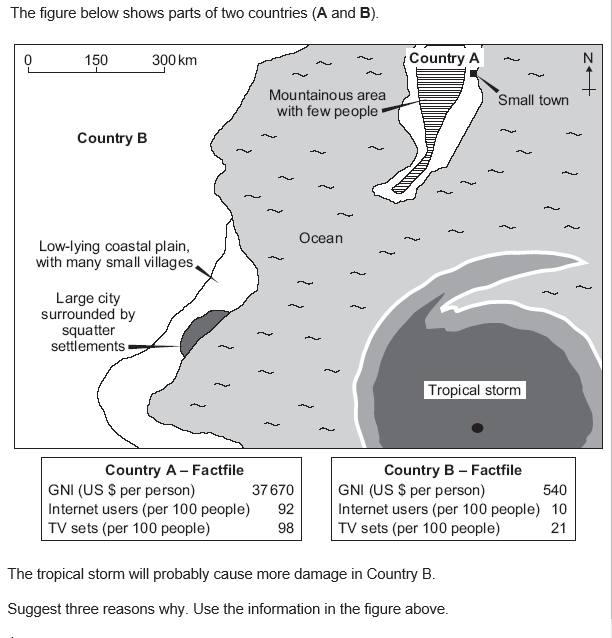 The figure below shows parts of two countries (A and B).
0 150 300 km
N
Country A
Mountainous area
with few people
Small town
Country B
Ocean
Low-lying coastal plain,
with many small villages
Large city
surrounded by
squatter
settlements
Tropical storm
Country A – Factfile
GNI (US $ per person) 37 670
Internet users (per 100 people) 92
TV sets (per 100 people) 98
Country B – Factfile
GNI (US $ per person) 540
Internet users (per 100 people) 10
TV sets (per 100 people) 21
The tropical storm will probably cause more damage in Country B.
Suggest three reasons why. Use the information in the figure above.